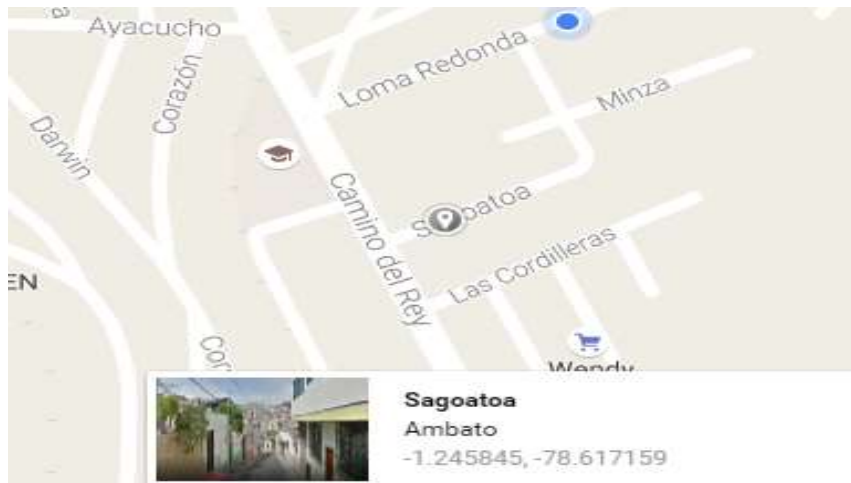 Ayacucho
Corazón
Darwin
Loma Redonda
Minza
Camino del Rey
Las Cordilleras
EN
Wendy
Sagoatoa
Ambato
-1.245845, -78.617159